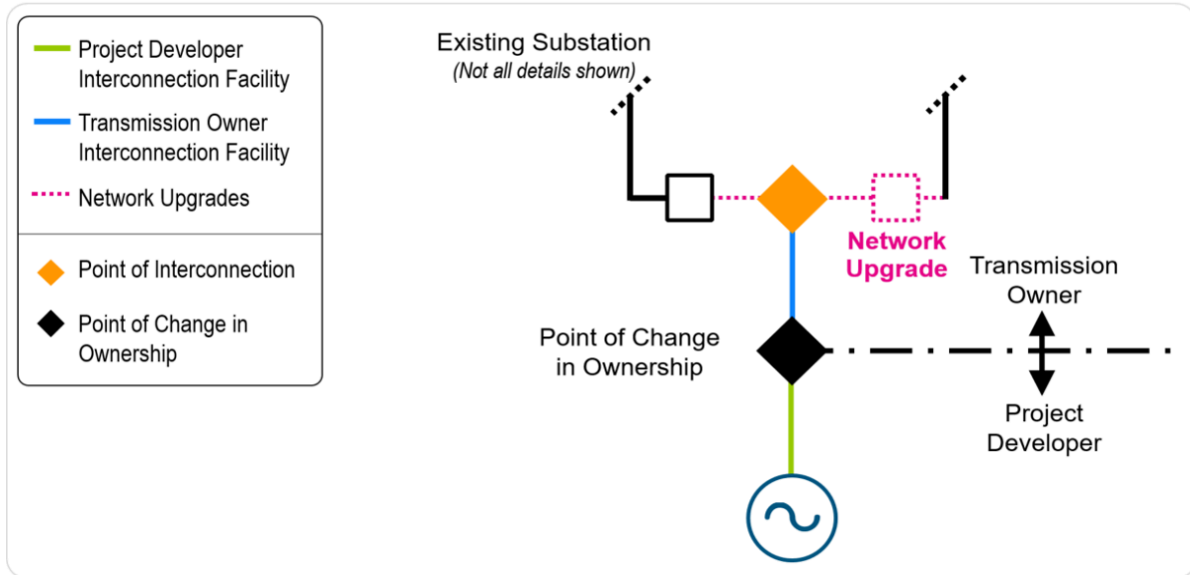 Project Developer
Interconnection Facility
Transmission Owner
Interconnection Facility
Network Upgrades
Point of Interconnection
Point of Change in
Ownership
Existing Substation
(Not all details shown)
Network
Upgrade
Transmission
Owner
Point of Change
in Ownership
Project
Developer